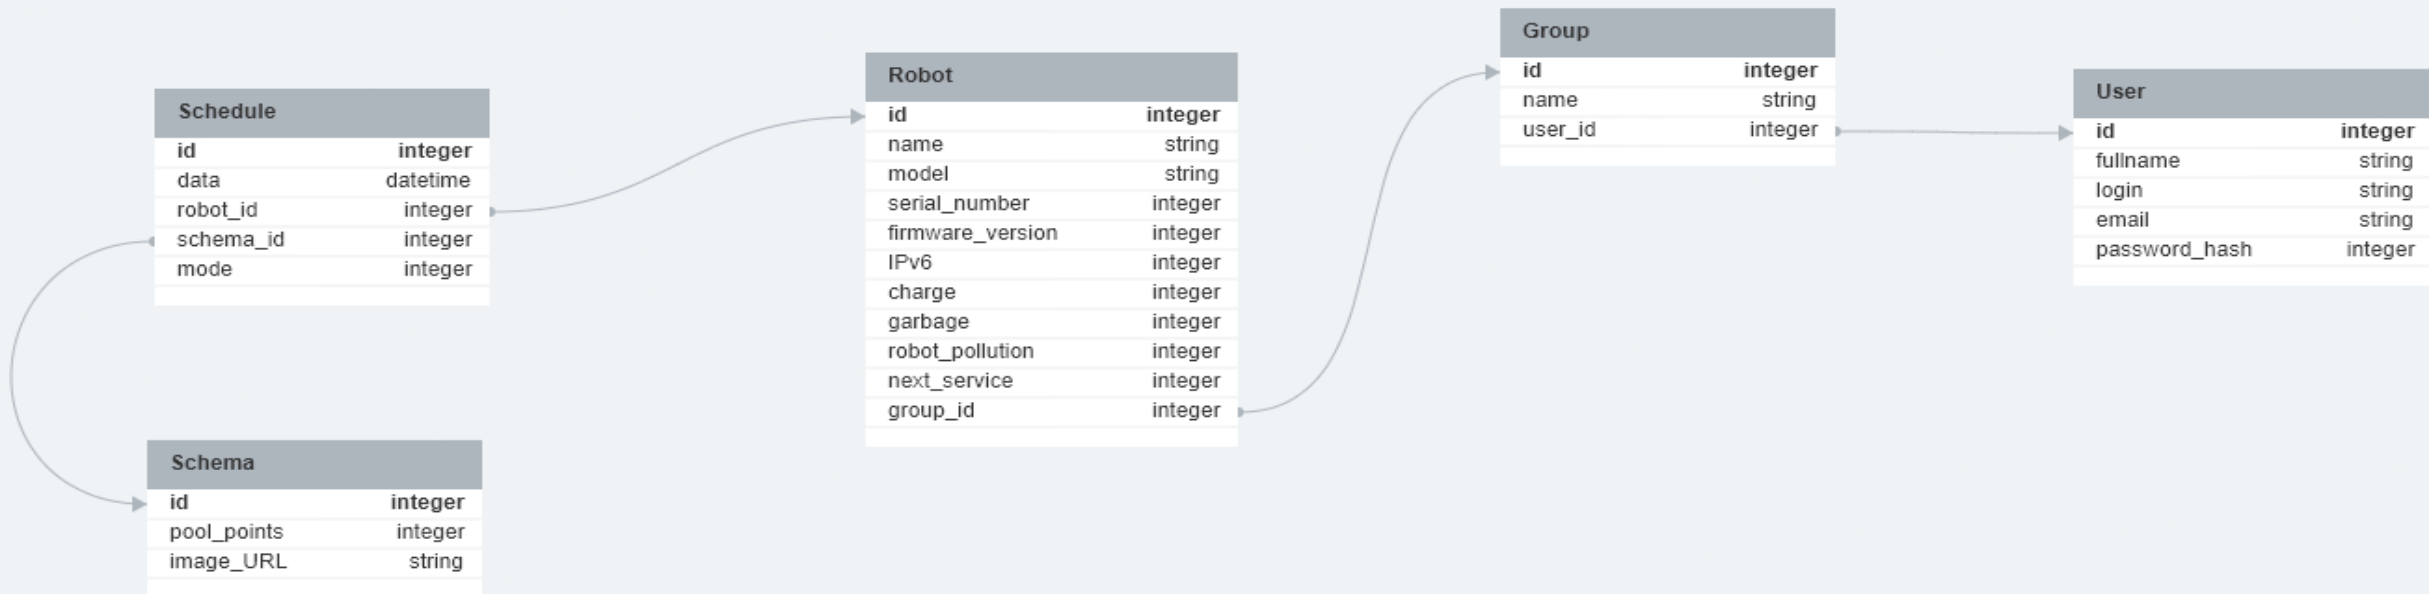 Schedule
id integer
data datetime
robot_id integer
schema_id integer
mode integer
Schema
id integer
pool_points integer
image_URL string
Robot
id integer
name string
model string
serial_number integer
firmware_version integer
IPv6 integer
charge integer
garbage integer
robot_pollution integer
next_service integer
group_id integer
Group
id integer
name string
user_id integer
User
id integer
fullname string
login string
email string
password_hash integer